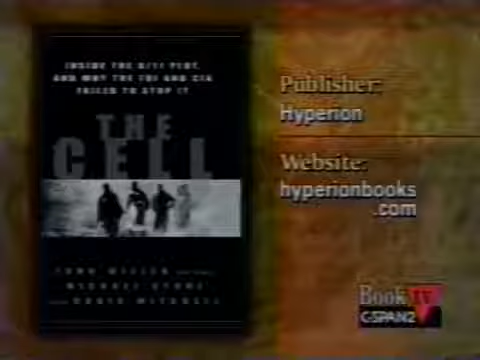 INSIDE THE 9/11 PLOT,
AND WHY THE FBI AND CIA
FAILED TO STOP IT
THE
CELL
JOHN MILLER
MICHAEL STONE
CHRIS MITCHELL
Publisher:
Hyperion
Website:
hyperionbooks
.com
Book TV
C-SPAN2